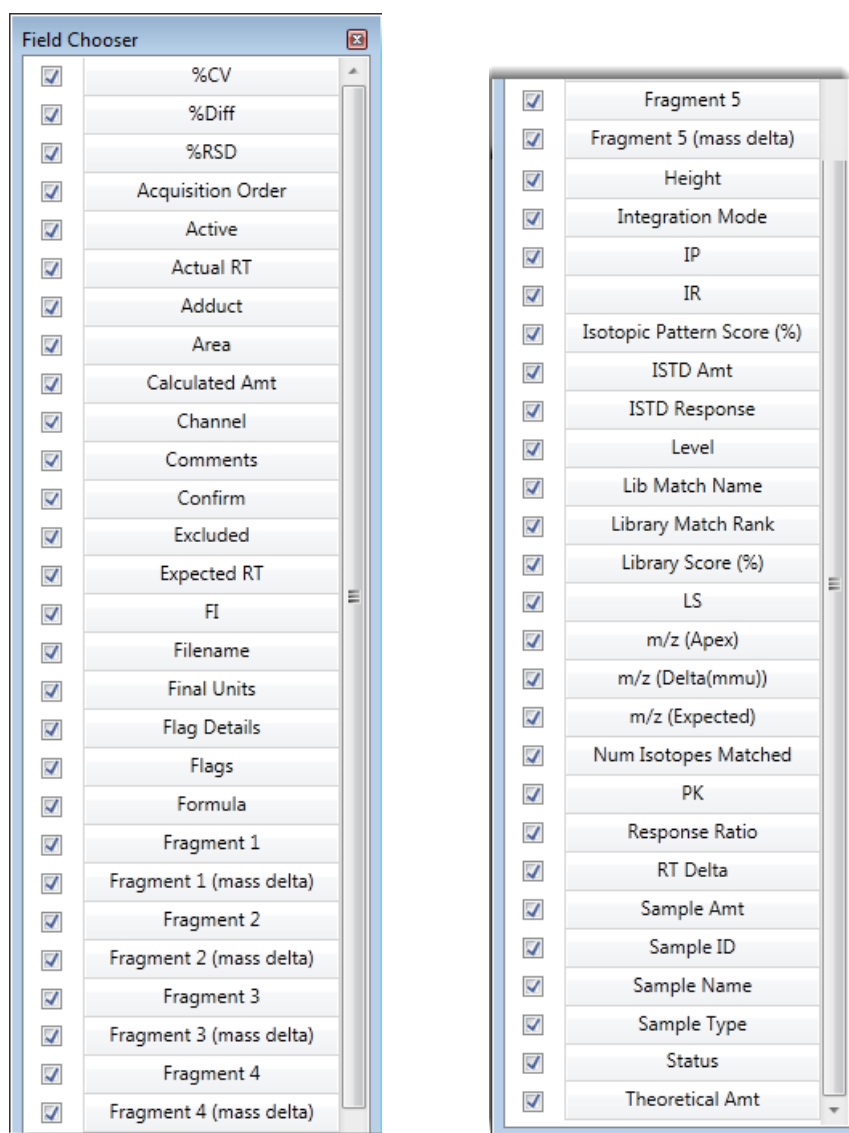 Field Chooser
%CV
%Diff
%RSD
Acquisition Order
Active
Actual RT
Adduct
Area
Calculated Amt
Channel
Comments
Confirm
Excluded
Expected RT
FI
Filename
Final Units
Flag Details
Flags
Formula
Fragment 1
Fragment 1 (mass delta)
Fragment 2
Fragment 2 (mass delta)
Fragment 3
Fragment 3 (mass delta)
Fragment 4
Fragment 4 (mass delta)
Fragment 5
Fragment 5 (mass delta)
Height
Integration Mode
IP
IR
Isotopic Pattern Score (%)
ISTD Amt
ISTD Response
Level
Lib Match Name
Library Match Rank
Library Score (%)
LS
m/z (Apex)
m/z (Delta(mmu))
m/z (Expected)
Num Isotopes Matched
PK
Response Ratio
RT Delta
Sample Amt
Sample ID
Sample Name
Sample Type
Status
Theoretical Amt